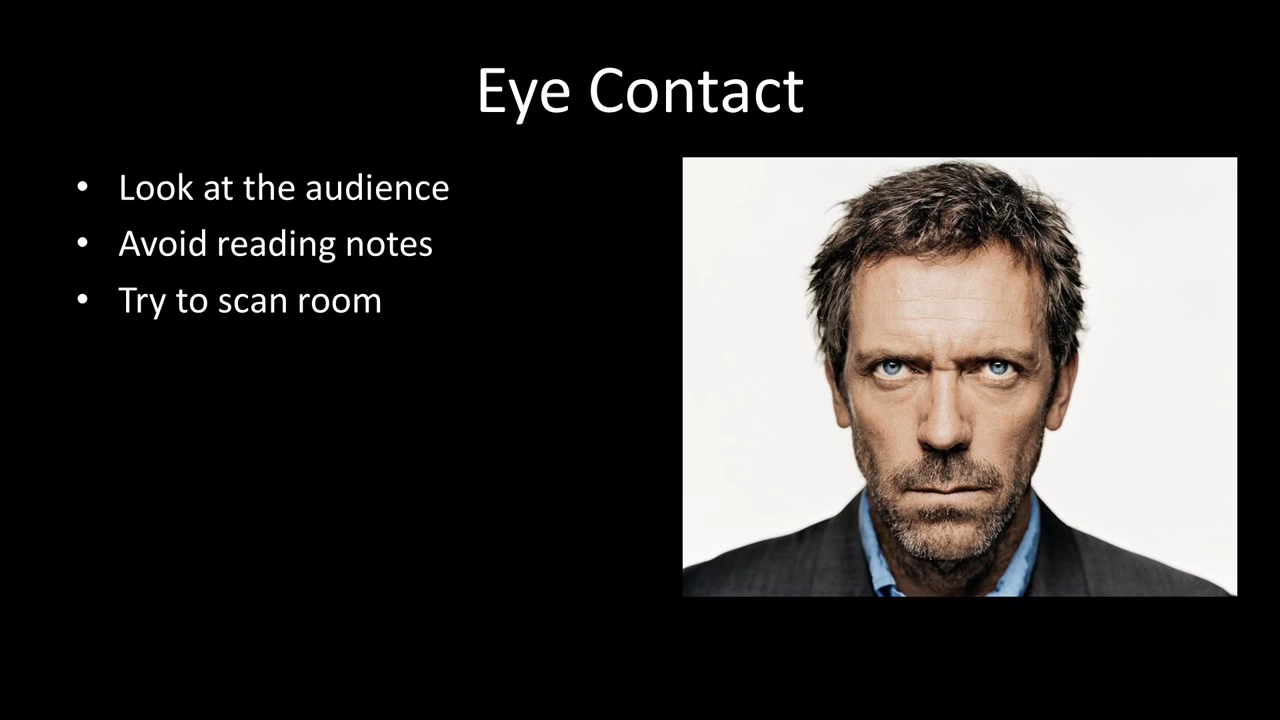 Eye Contact
• Look at the audience
• Avoid reading notes
• Try to scan room